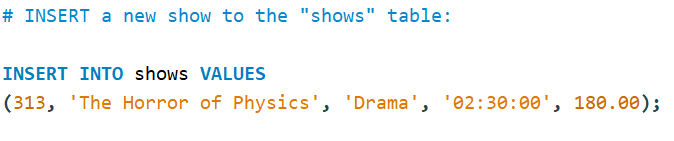 # INSERT a new show to the "shows" table:
INSERT INTO shows VALUES
(313, 'The Horror of Physics', 'Drama', '02:30:00', 180.00);